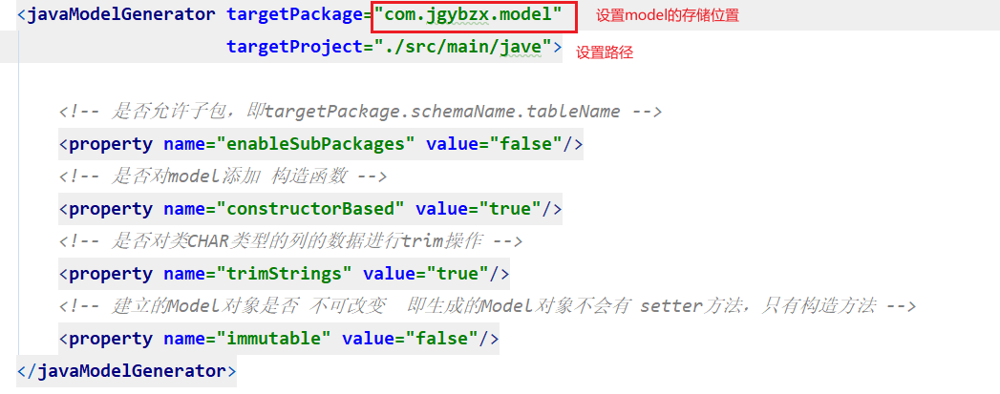 <javaModelGenerator targetPackage="com.jgybzx.model" 设置model的存储位置
targetProject="./src/main/jave"> 设置路径
<!-- 是否允许子包，即targetPackage.schemaName.tableName -->
<property name="enableSubPackages" value="false"/>
<!-- 是否对model添加 构造函数 -->
<property name="constructorBased" value="true"/>
<!-- 是否对类CHAR类型的列的数据进行trim操作 -->
<property name="trimStrings" value="true"/>
<!-- 建立的Model对象是否 不可改变  即生成的Model对象不会有 setter方法，只有构造方法 -->
<property name="immutable" value="false"/>
</javaModelGenerator>